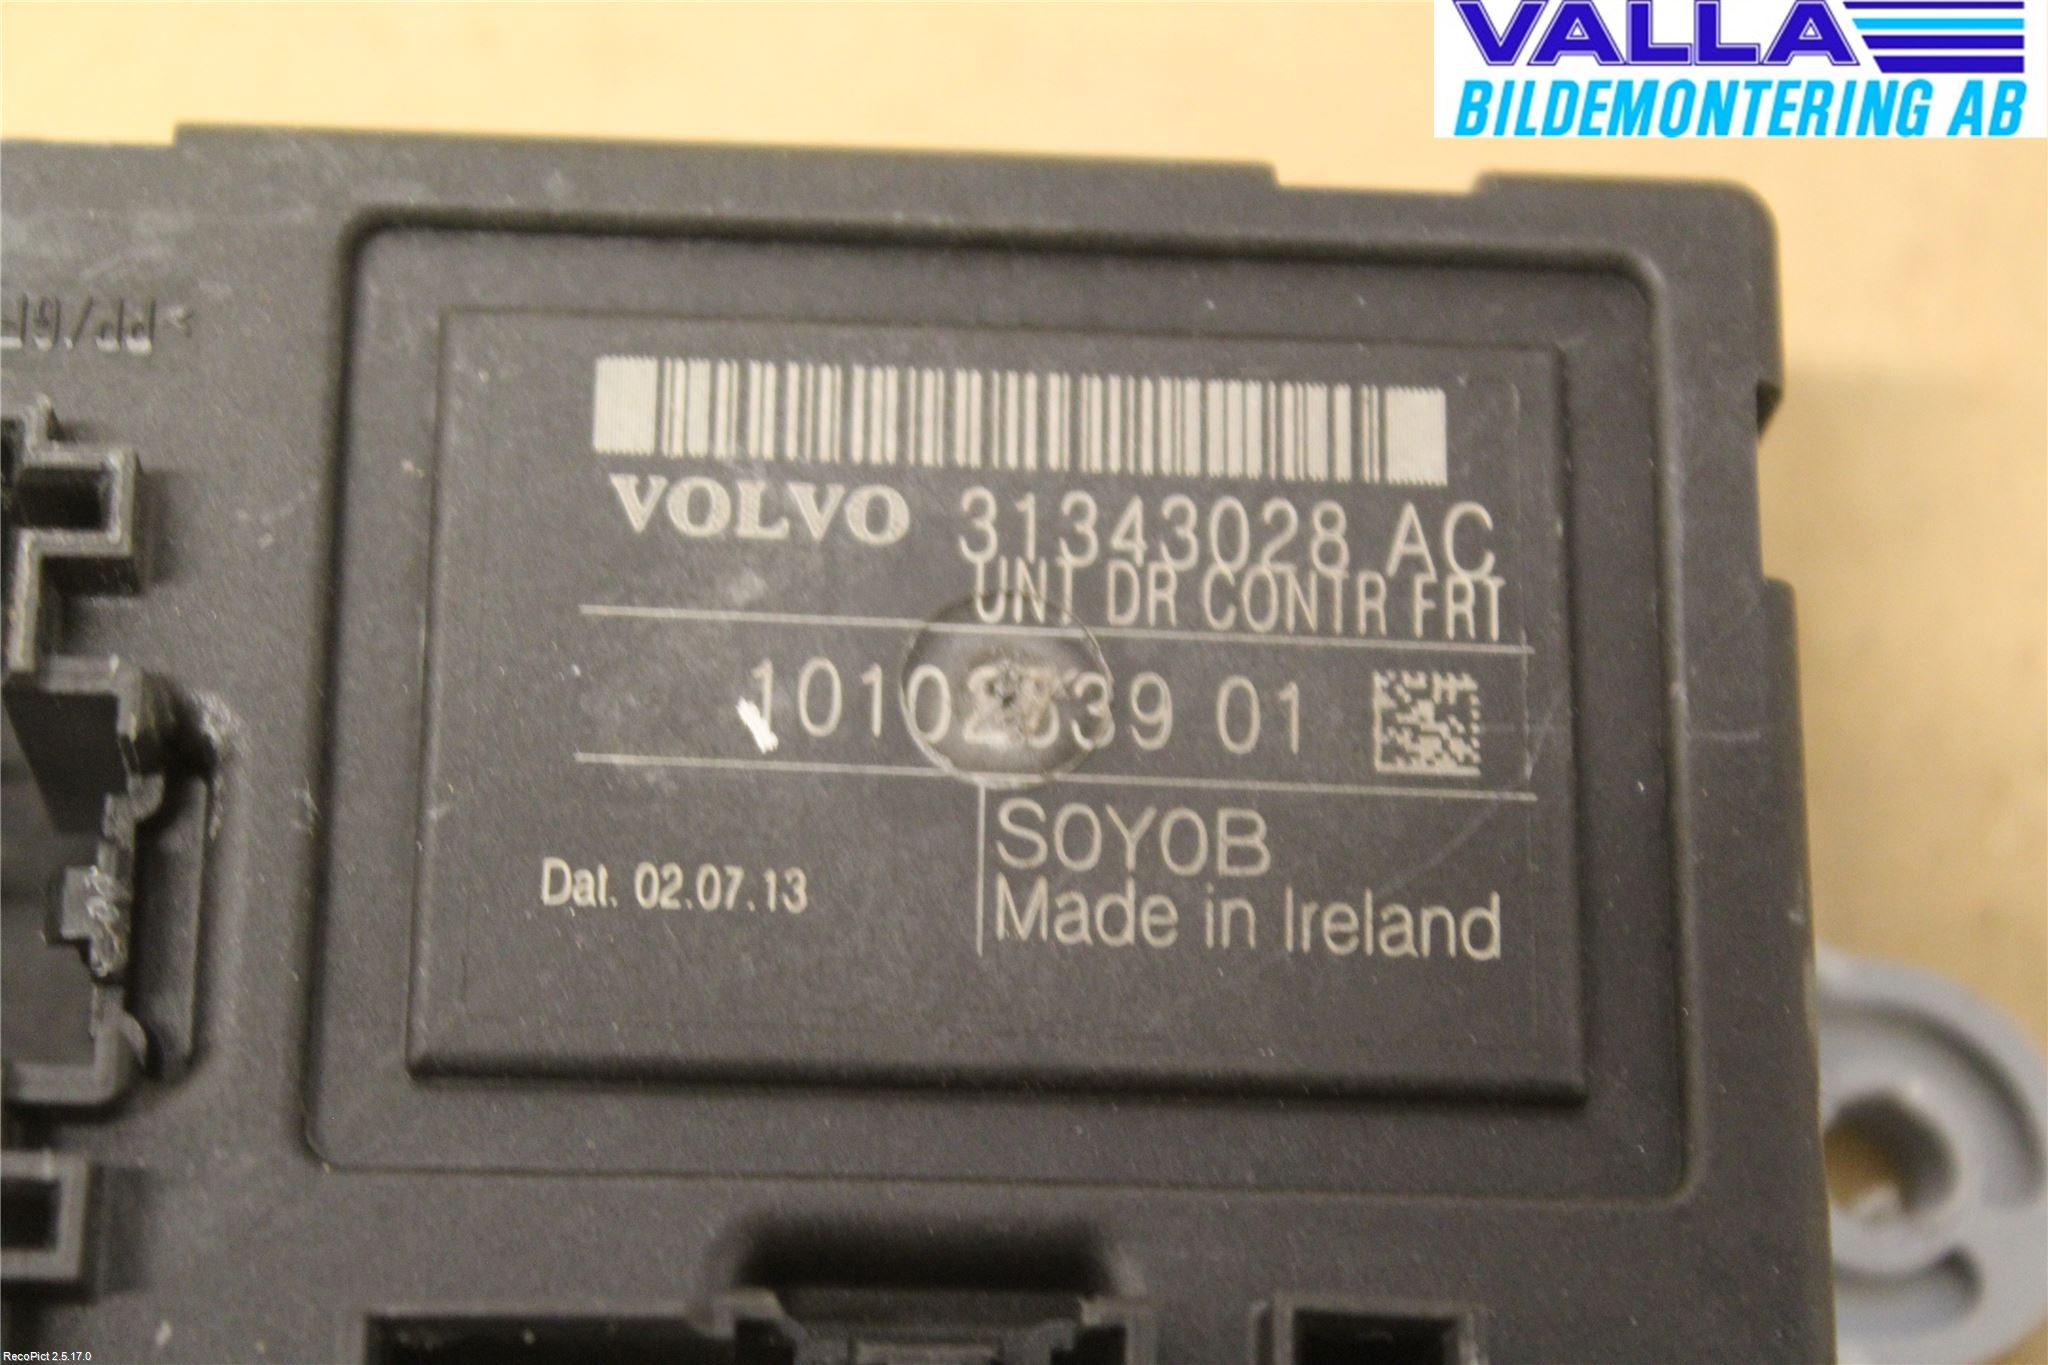 VALLA
BILDEMONTERING AB
VOLVO 31343028 AC
UNT DR CONTR FRT
01
S0Y0B
Dat. 02.07.13
Made in Ireland
RecoPict 2.5.17.0